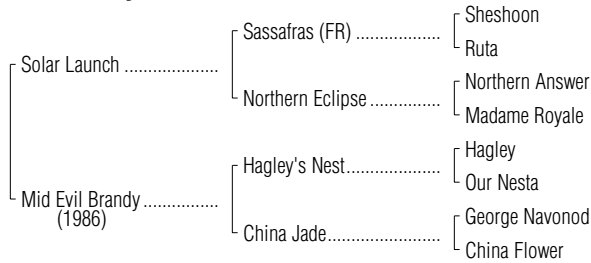 Sheshoon
Sassafras (FR) ..................
Ruta
Solar Launch ....................
Northern Answer
Northern Eclipse ...............
Madame Royale
Hagley
Hagley's Nest....................
Our Nesta
Mid Evil Brandy ................
(1986)
George Navonod
China Jade........................
China Flower